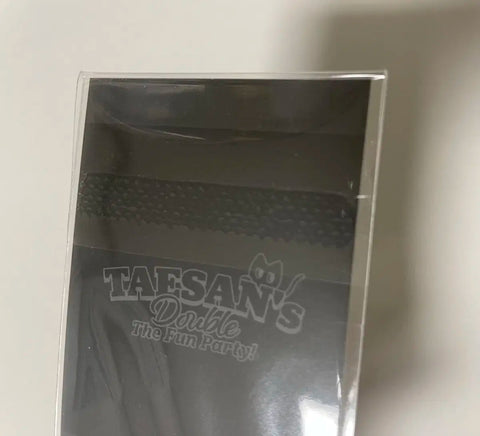 TAESAN'S
Double
The Fun Party!